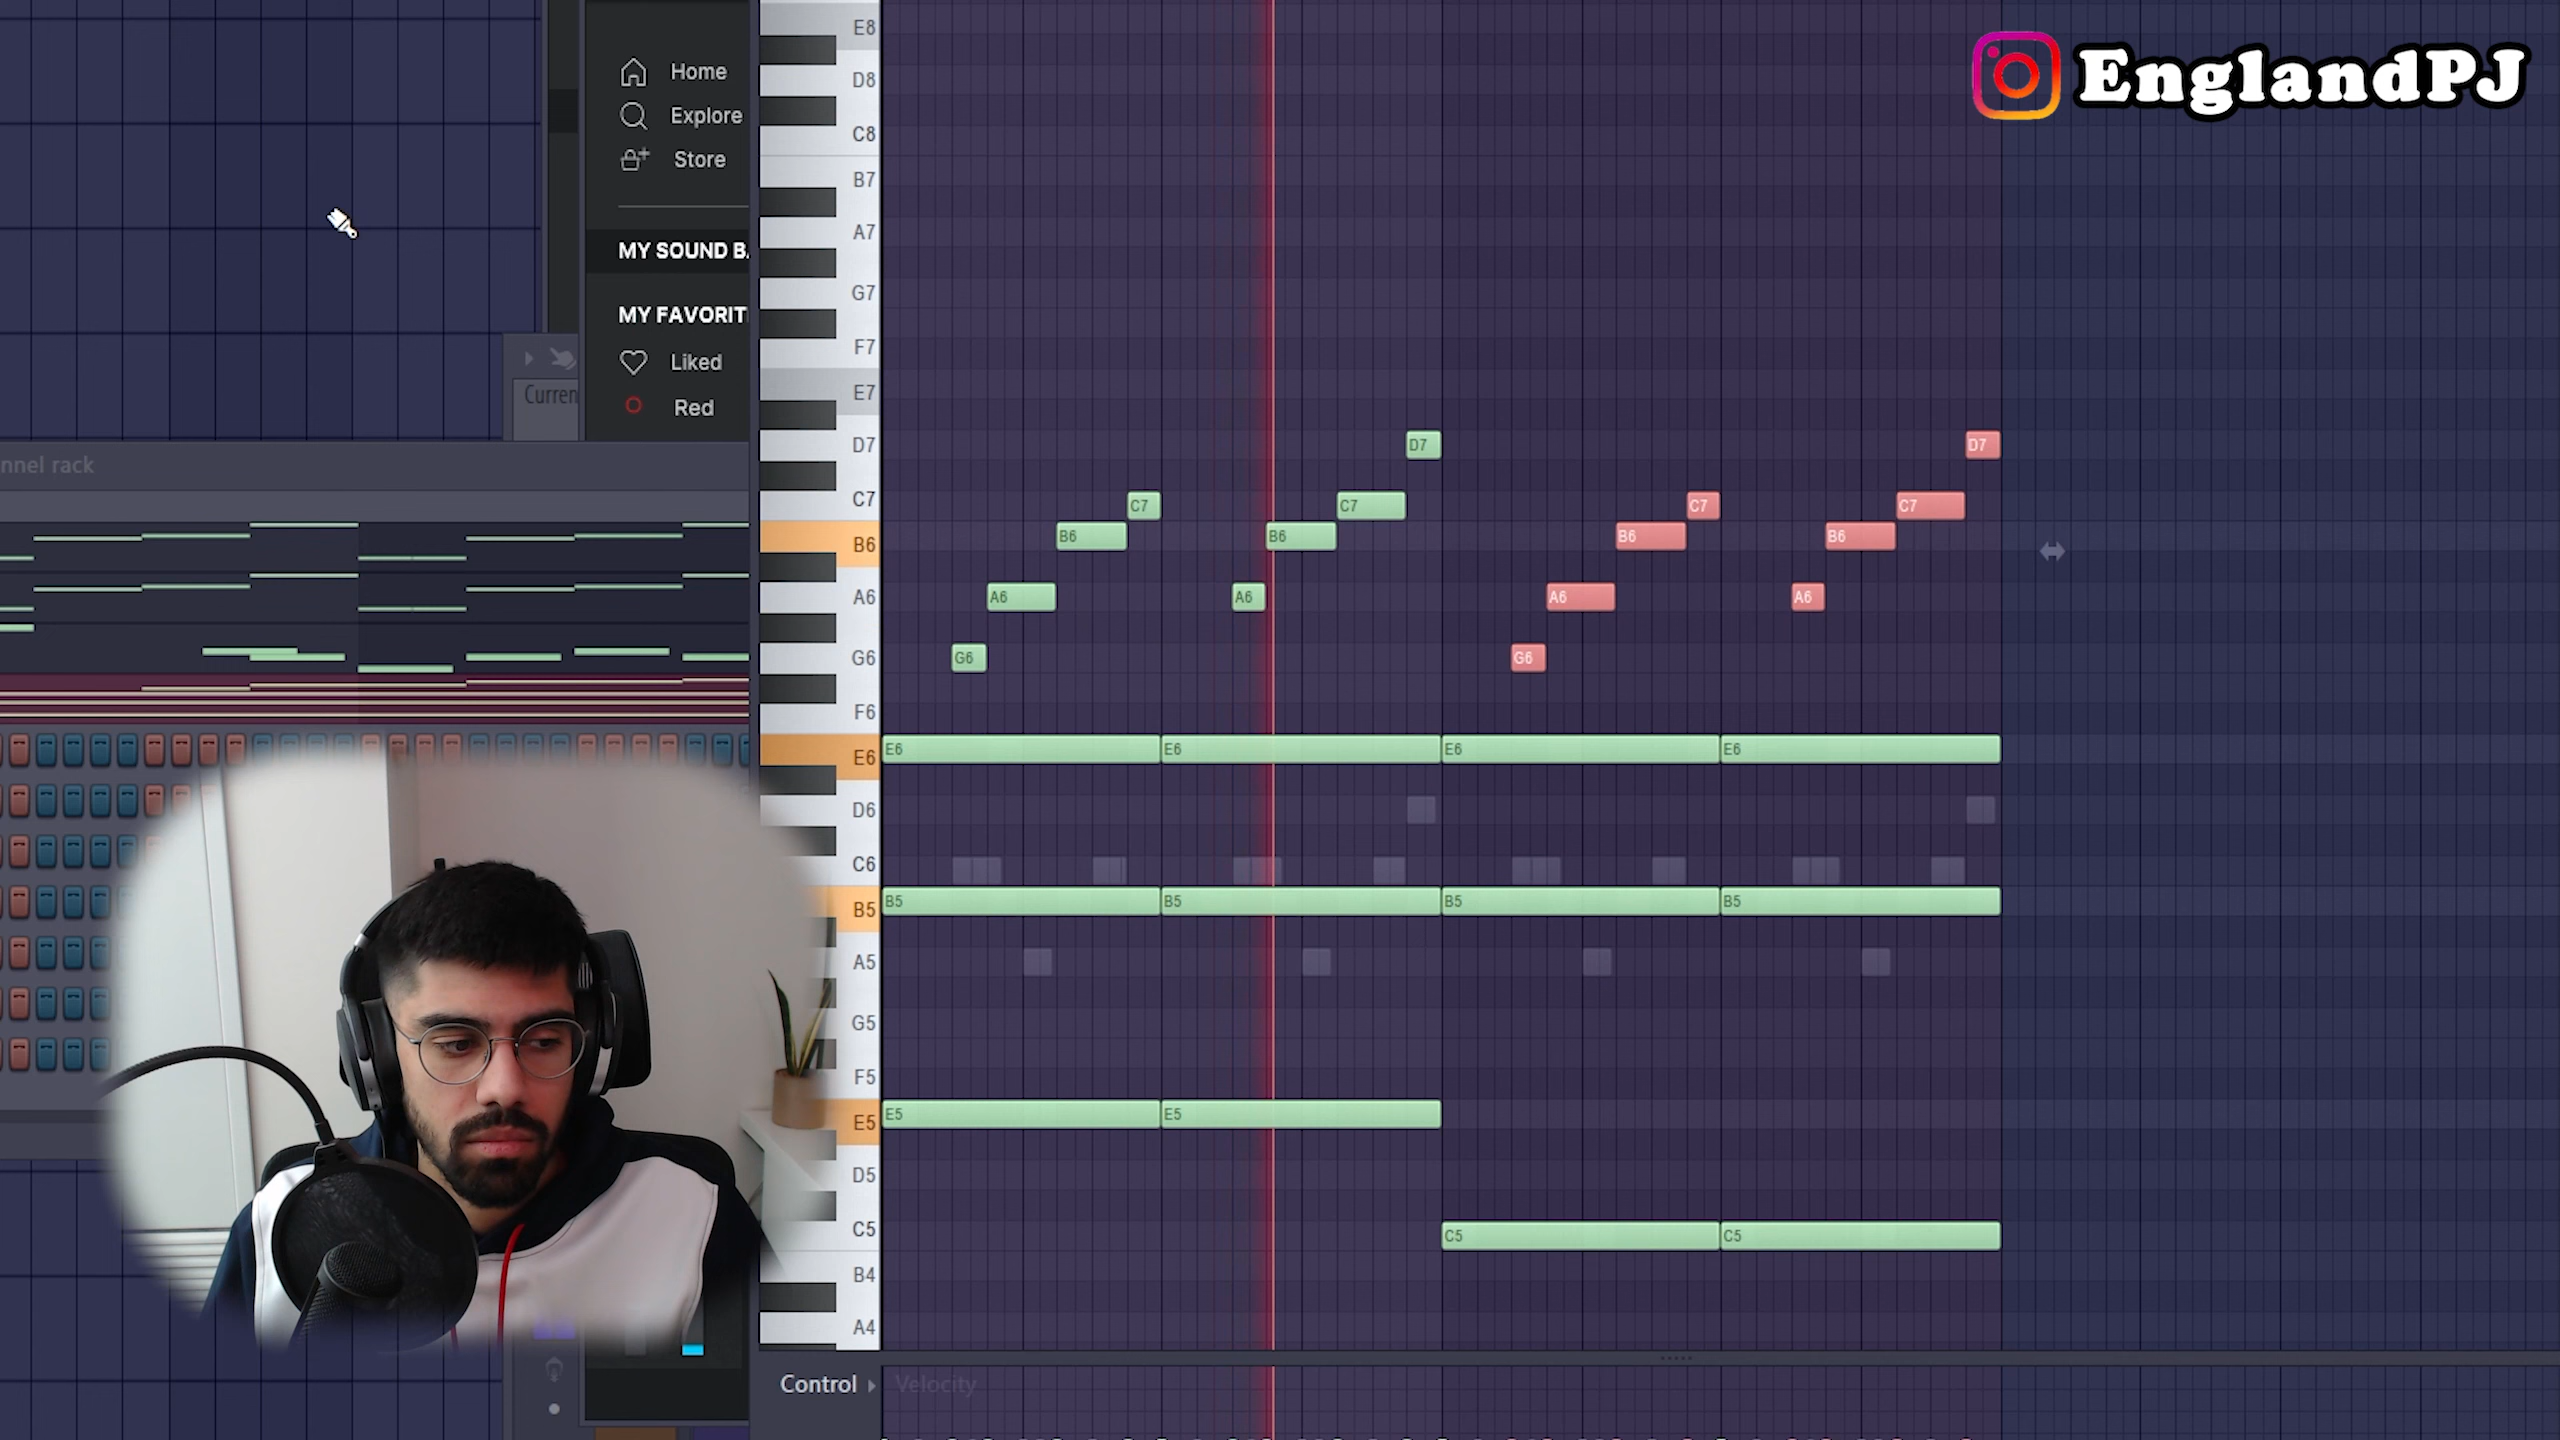 EnglandPJ
Home
Explore
Store
MY SOUND B
MY FAVORIT
Liked
Red
Curren
nnel rack
E8
D8
C8
B7
A7
G7
F7
E7
D7
C7
B6
A6
G6
F6
E6
D6
C6
B5
A5
G5
F5
E5
D5
C5
B4
A4
D7 D7
C7 C7 C7 C7
B6 B6 B6 B6
A6 A6 A6 A6
G6 G6
E6 E6 E6 E6
B5 B5 B5 B5
E5 E5
C5 C5
Control Velocity